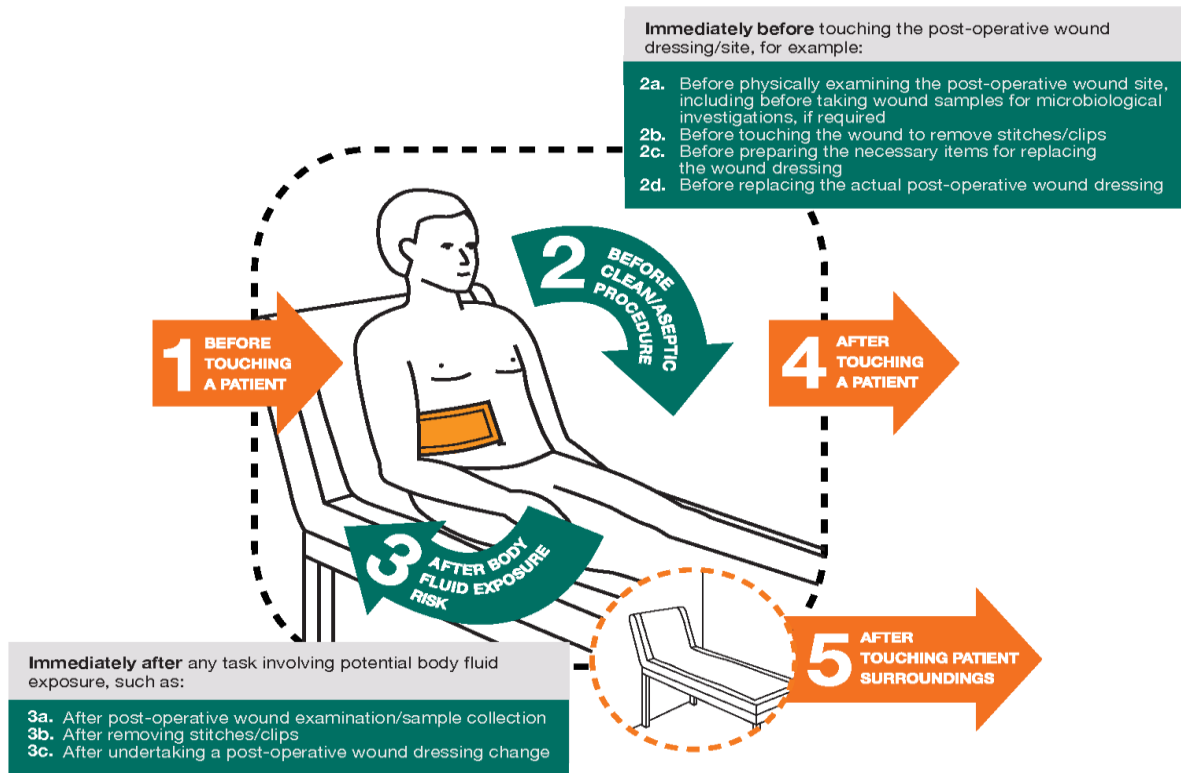 Immediately before touching the post-operative wound
dressing/site, for example:
2a. Before physically examining the post-operative wound site,
including before taking wound samples for microbiological
investigations, if required
2b. Before touching the wound to remove stitches/clips
2c. Before preparing the necessary items for replacing
the wound dressing
2d. Before replacing the actual post-operative wound dressing
1 BEFORE
TOUCHING
A PATIENT
2 BEFORE
CLEAN/ASEPTIC
PROCEDURE
3 AFTER BODY
FLUID EXPOSURE
RISK
4 AFTER
TOUCHING
A PATIENT
5 AFTER
TOUCHING PATIENT
SURROUNDINGS
Immediately after any task involving potential body fluid
exposure, such as:
3a. After post-operative wound examination/sample collection
3b. After removing stitches/clips
3c. After undertaking a post-operative wound dressing change